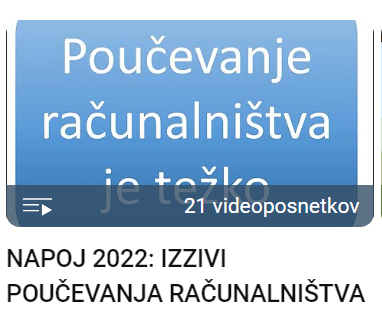 Poučevanje
računalništva
je težko
21 videoposnetkov
NAPOJ 2022: IZZIVI
POUČEVANJA RAČUNALNIŠTVA